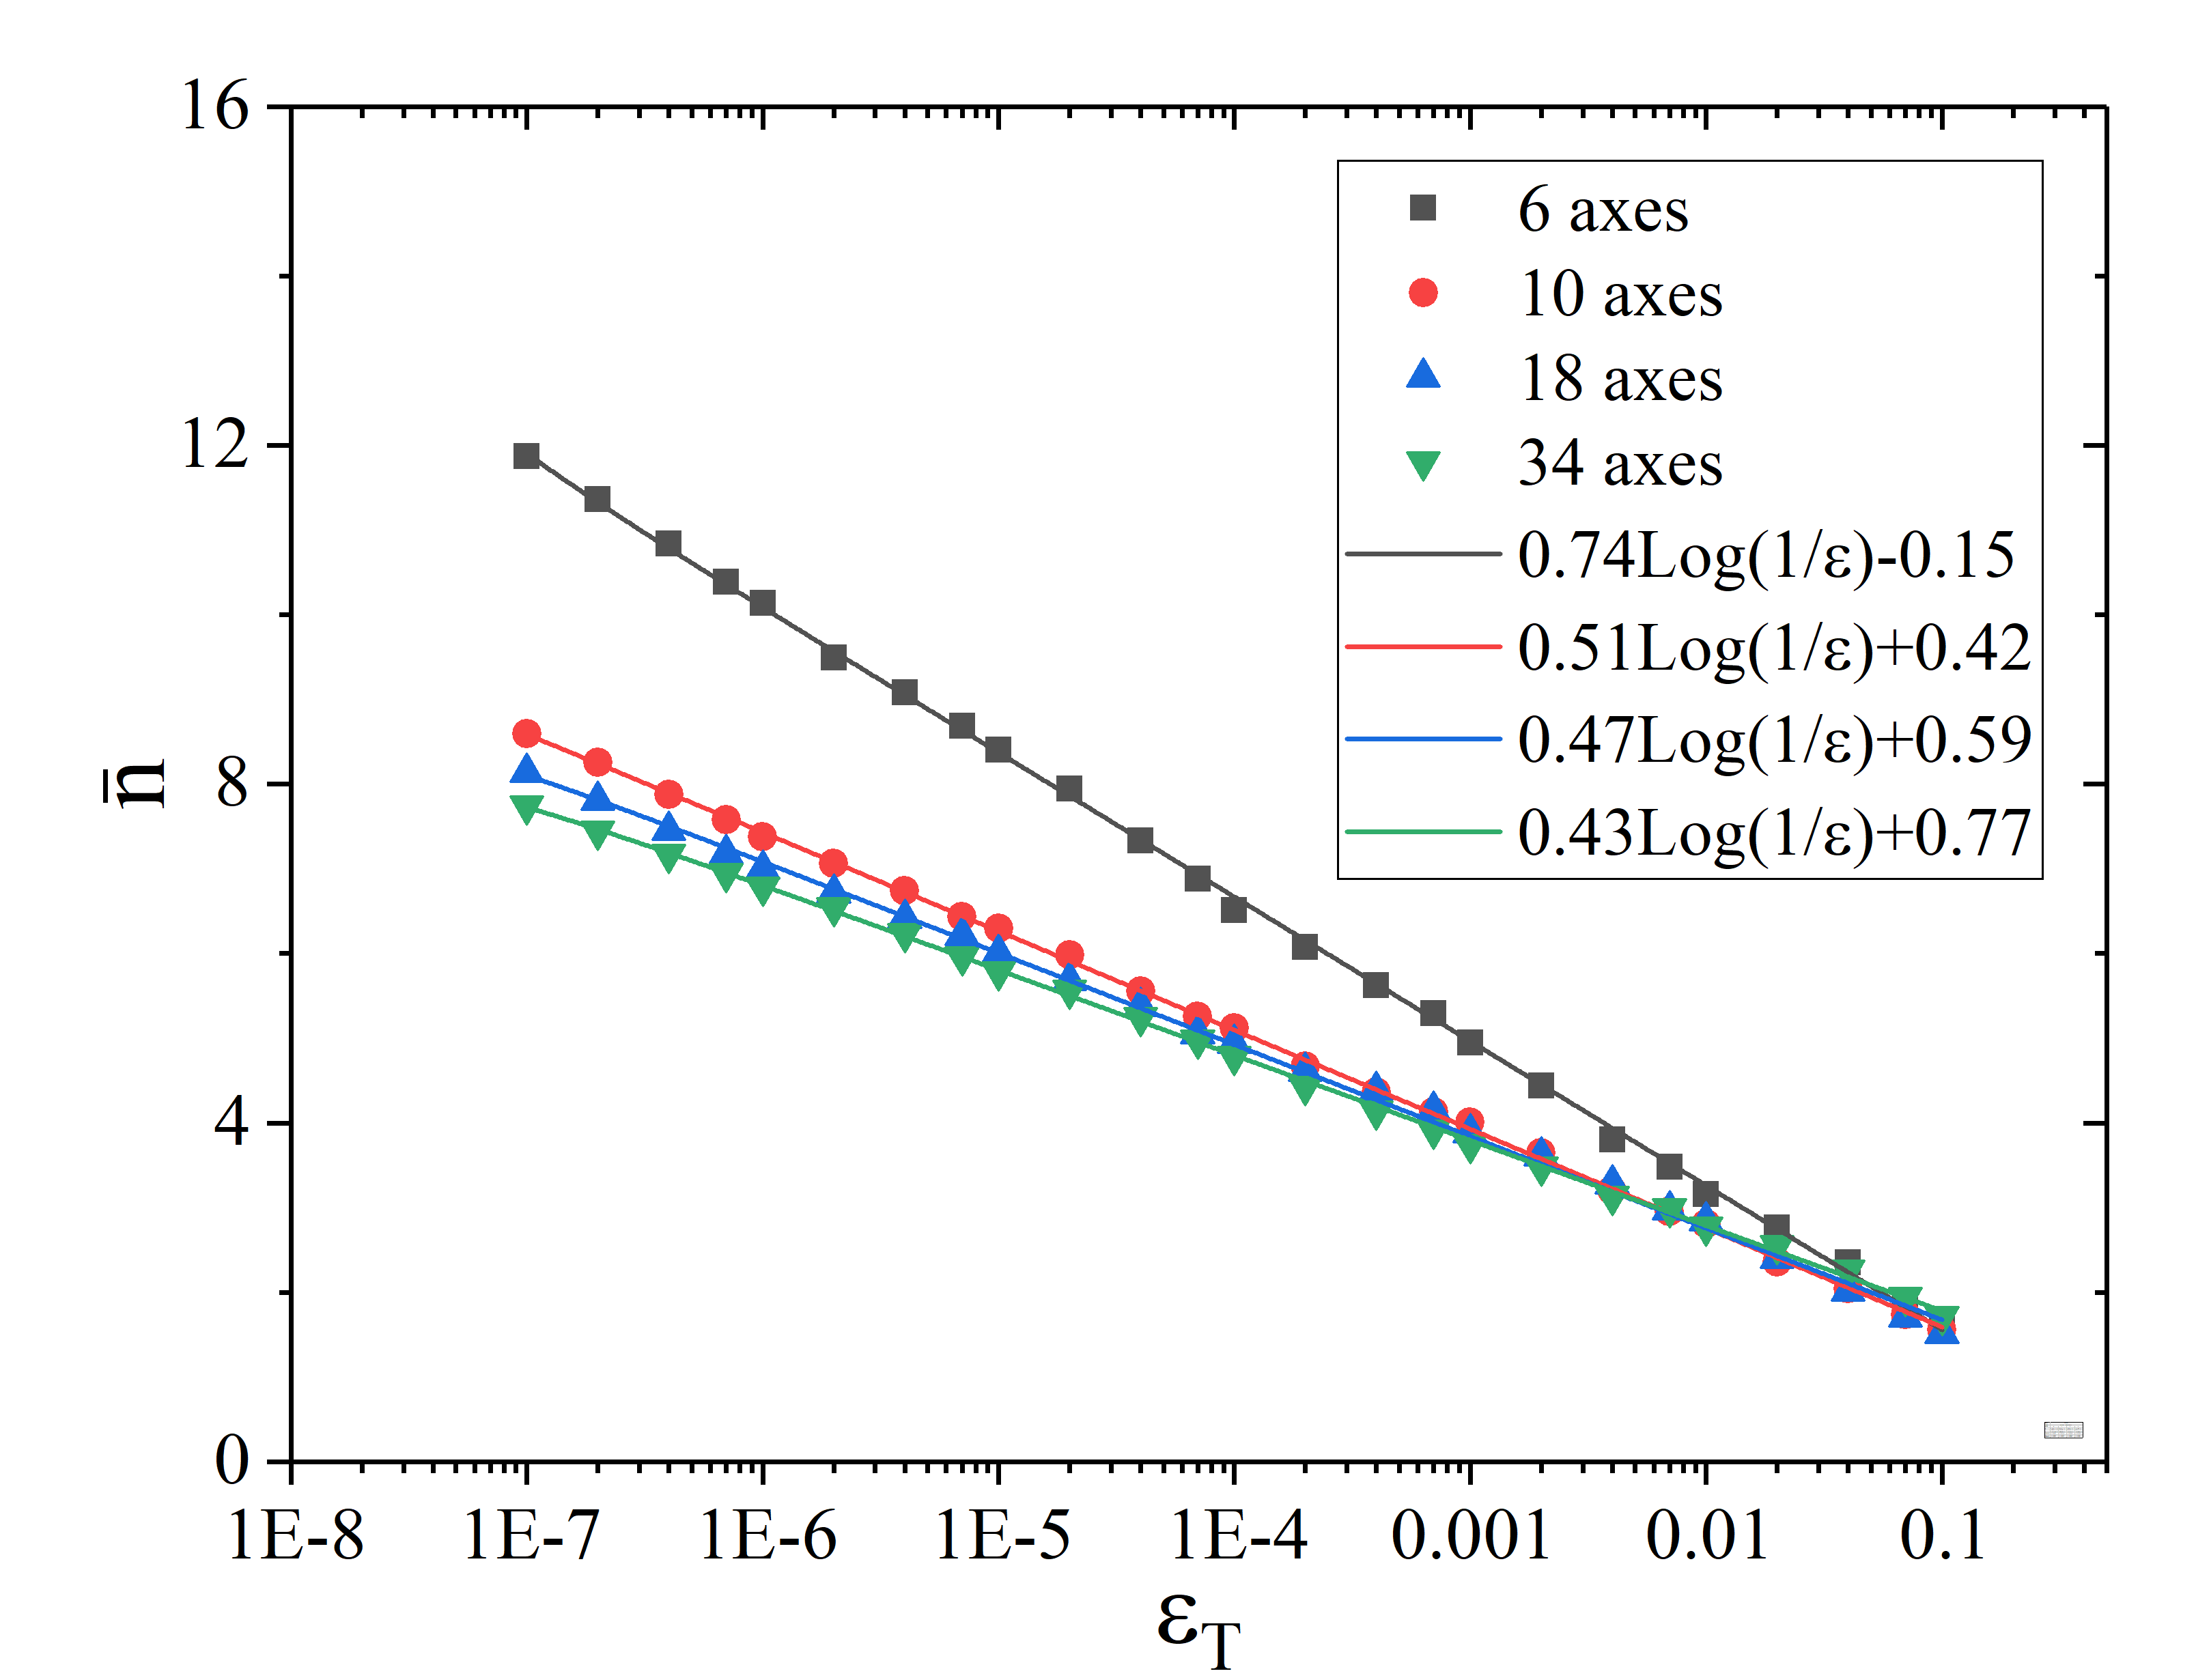 16
12
8
4
0
n̄
6 axes
10 axes
18 axes
34 axes
0.74Log(1/ε)-0.15
0.51Log(1/ε)+0.42
0.47Log(1/ε)+0.59
0.43Log(1/ε)+0.77
1E-8 1E-7 1E-6 1E-5 1E-4 0.001 0.01 0.1
εT